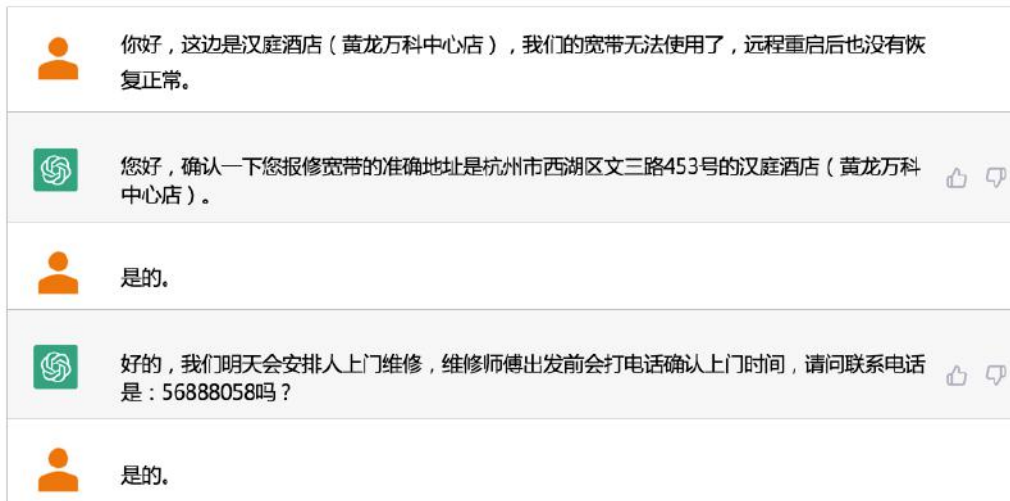 你好，这边是汉庭酒店（黄龙万科中心店），我们的宽带无法使用了，远程重启后也没有恢
复正常。
您好，确认一下您报修宽带的准确地址是杭州市西湖区文三路453号的汉庭酒店（黄龙万科
中心店）。
是的。
好的，我们明天会安排人上门维修，维修师傅出发前会打电话确认上门时间，请问联系电话
是：56888058吗？
是的。